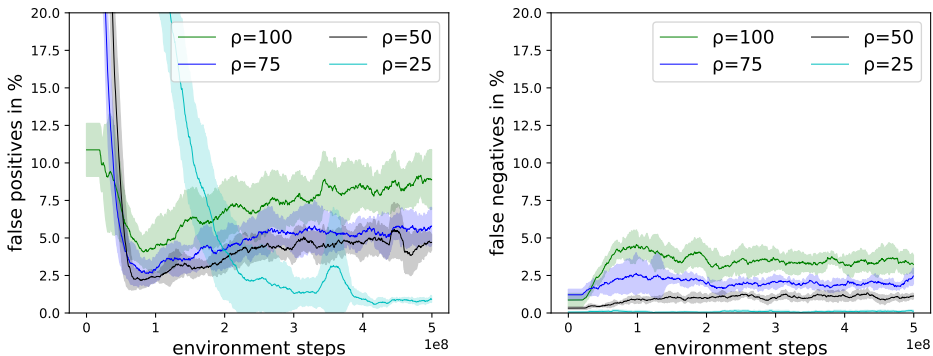 20.0
17.5
15.0
12.5
10.0
7.5
5.0
2.5
0.0
false positives in %
ρ=100 ρ=50
ρ=75 ρ=25
0 1 2 3 4 5
1e8
environment steps
20.0
17.5
15.0
12.5
10.0
7.5
5.0
2.5
0.0
false negatives in %
ρ=100 ρ=50
ρ=75 ρ=25
0 1 2 3 4 5
1e8
environment steps